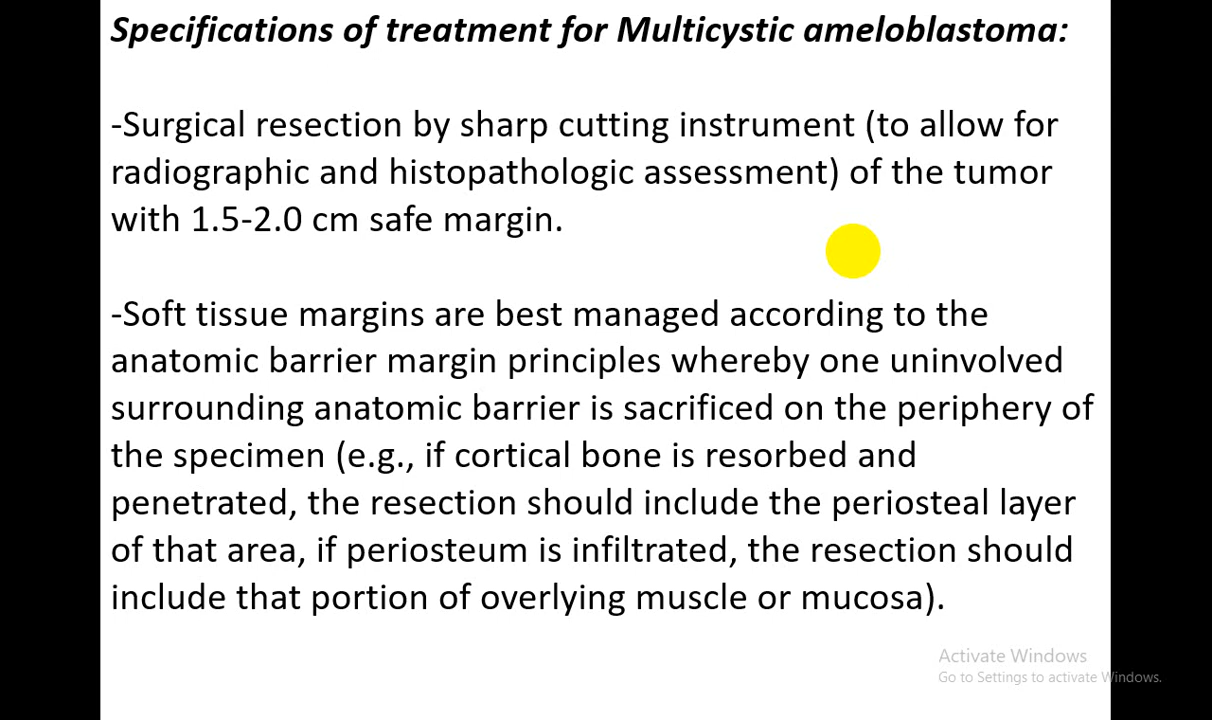 Specifications of treatment for Multicystic ameloblastoma:
-Surgical resection by sharp cutting instrument (to allow for
radiographic and histopathologic assessment) of the tumor
with 1.5-2.0 cm safe margin.
-Soft tissue margins are best managed according to the
anatomic barrier margin principles whereby one uninvolved
surrounding anatomic barrier is sacrificed on the periphery of
the specimen (e.g., if cortical bone is resorbed and
penetrated, the resection should include the periosteal layer
of that area, if periosteum is infiltrated, the resection should
include that portion of overlying muscle or mucosa).
Activate Windows
Go to Settings to activate Windows.